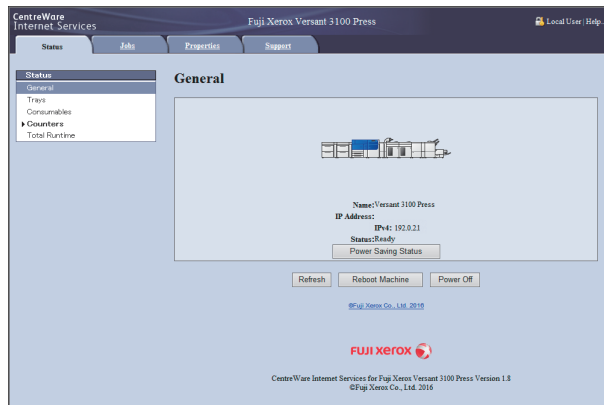 CentreWare
Internet Services
Fuji Xerox Versant 3100 Press
Local User | Help
Status
Jobs
Properties
Support
Status
General
Trays
Consumables
Counters
Total Runtime
General
Name:Versant 3100 Press
IP Address:
IPv4: 192.0.21
Status:Ready
Power Saving Status
Refresh
Reboot Machine
Power Off
©Fuji Xerox Co., Ltd. 2016
FUJI xerox
CentreWare Internet Services for Fuji Xerox Versant 3100 Press Version 1.8
©Fuji Xerox Co., Ltd. 2016